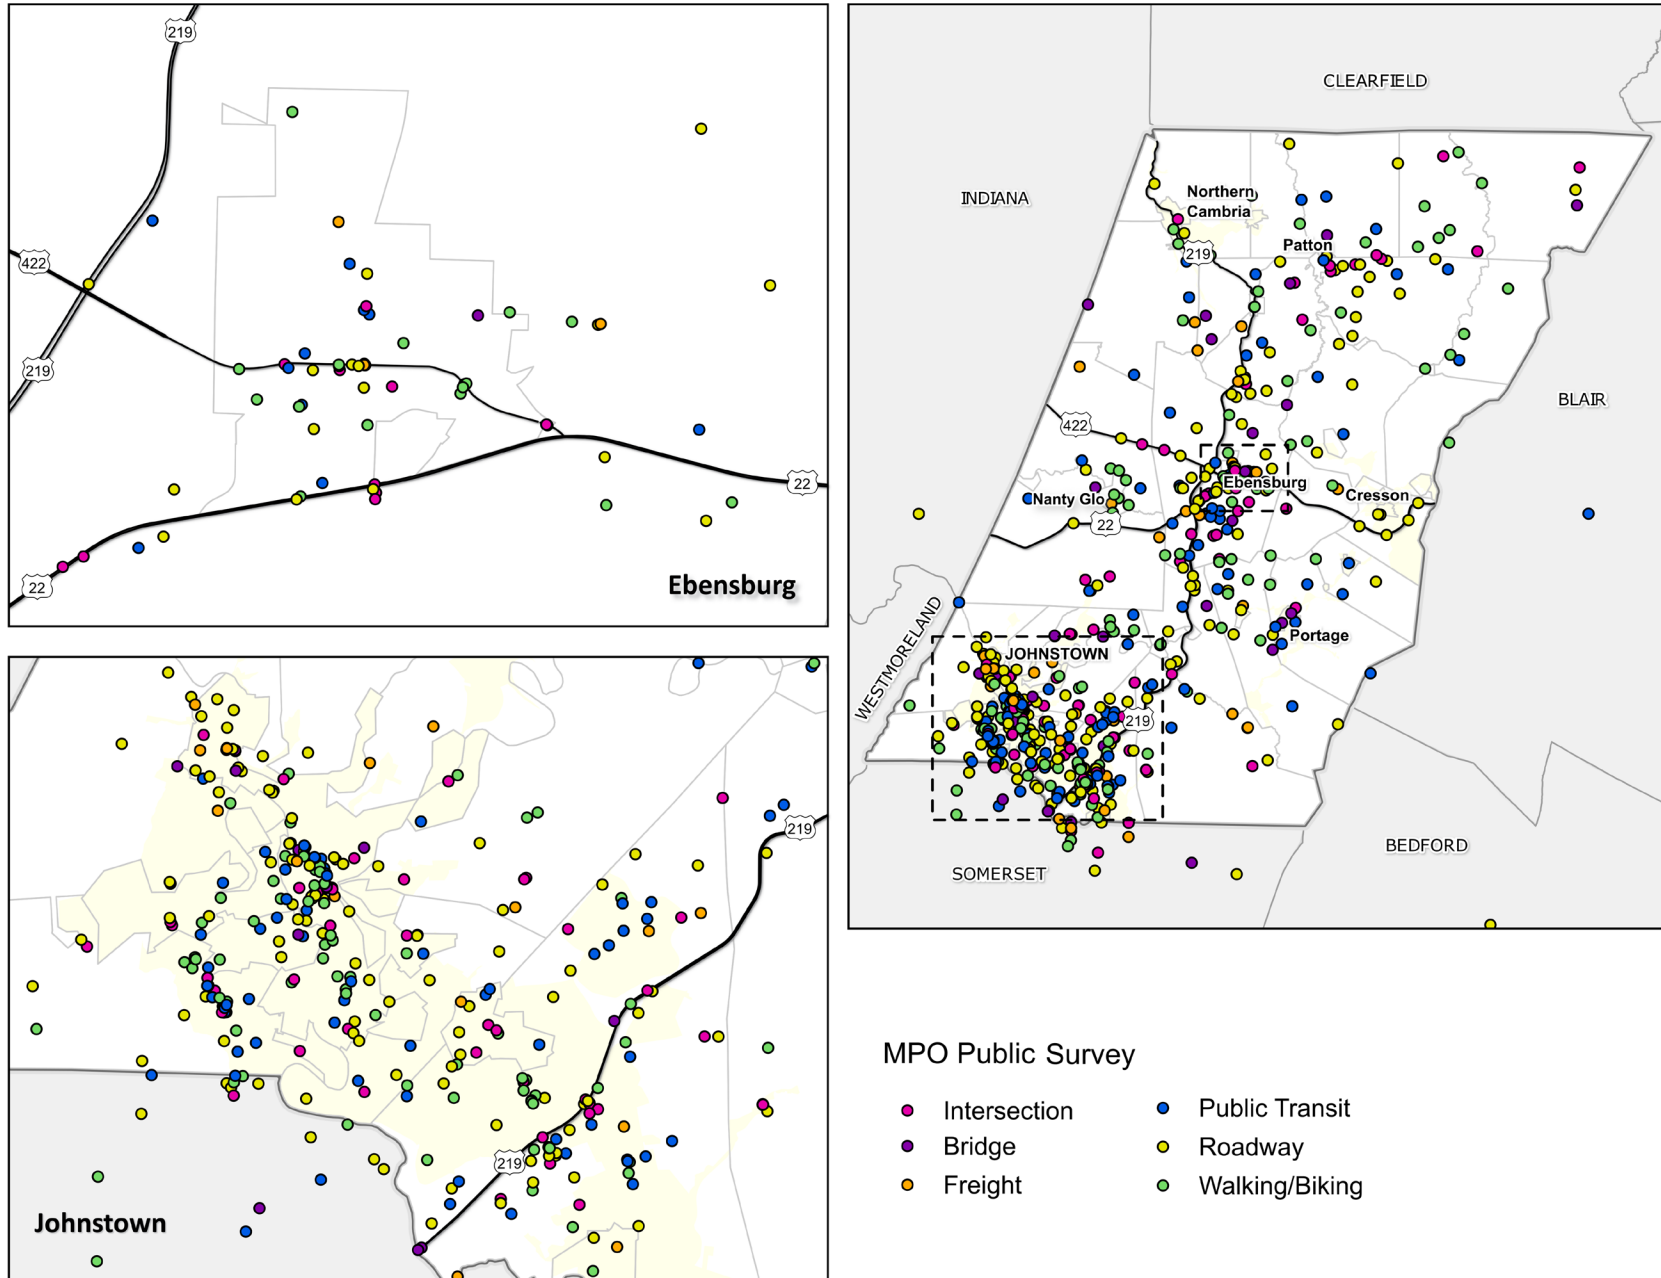 219
422
219
22
22
Ebensburg
219
219
Johnstown
CLEARFIELD
INDIANA
Northern
Cambria
219
Patton
BLAIR
422
Ebensburg
Nanty Glo
Cresson
22
WESTMORELAND
Portage
JOHNSTOWN
219
SOMERSET
BEDFORD
MPO Public Survey
Intersection
Bridge
Freight
Public Transit
Roadway
Walking/Biking